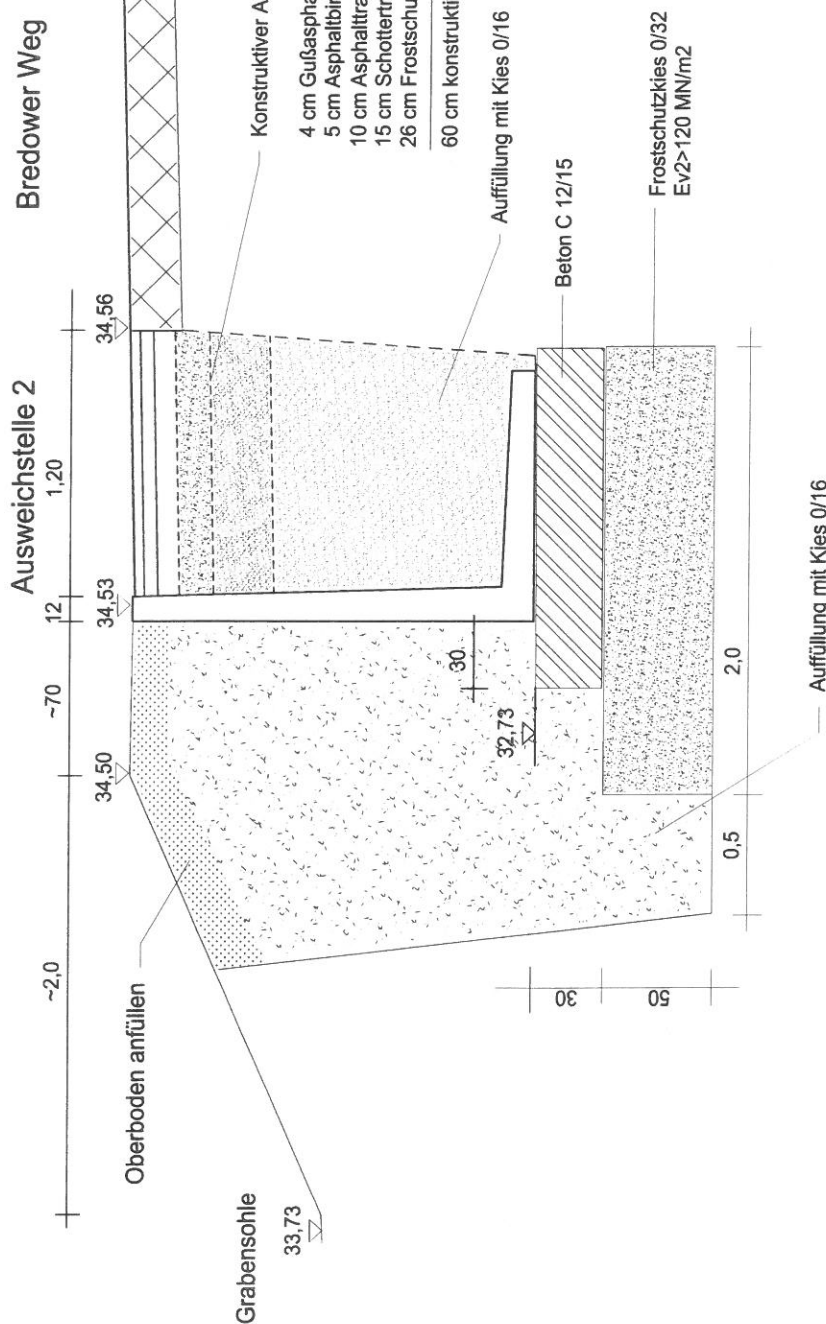 Bredower Weg
Ausweichstelle 2
~2,0
~70
12
1,20
34,50
34,53
34,56
Oberboden anfüllen
Grabensohle
33,73
Konstruktiver A
4 cm Gußaspha
5 cm Asphaltbin
10 cm Asphalttra
15 cm Schottertr
26 cm Frostschu
60 cm konstrukti
Auffüllung mit Kies 0/16
30
32,73
Beton C 12/15
Frostschutzkies 0/32
Ev2>120 MN/m2
30
50
0,5
2,0
Auffüllung mit Kies 0/16